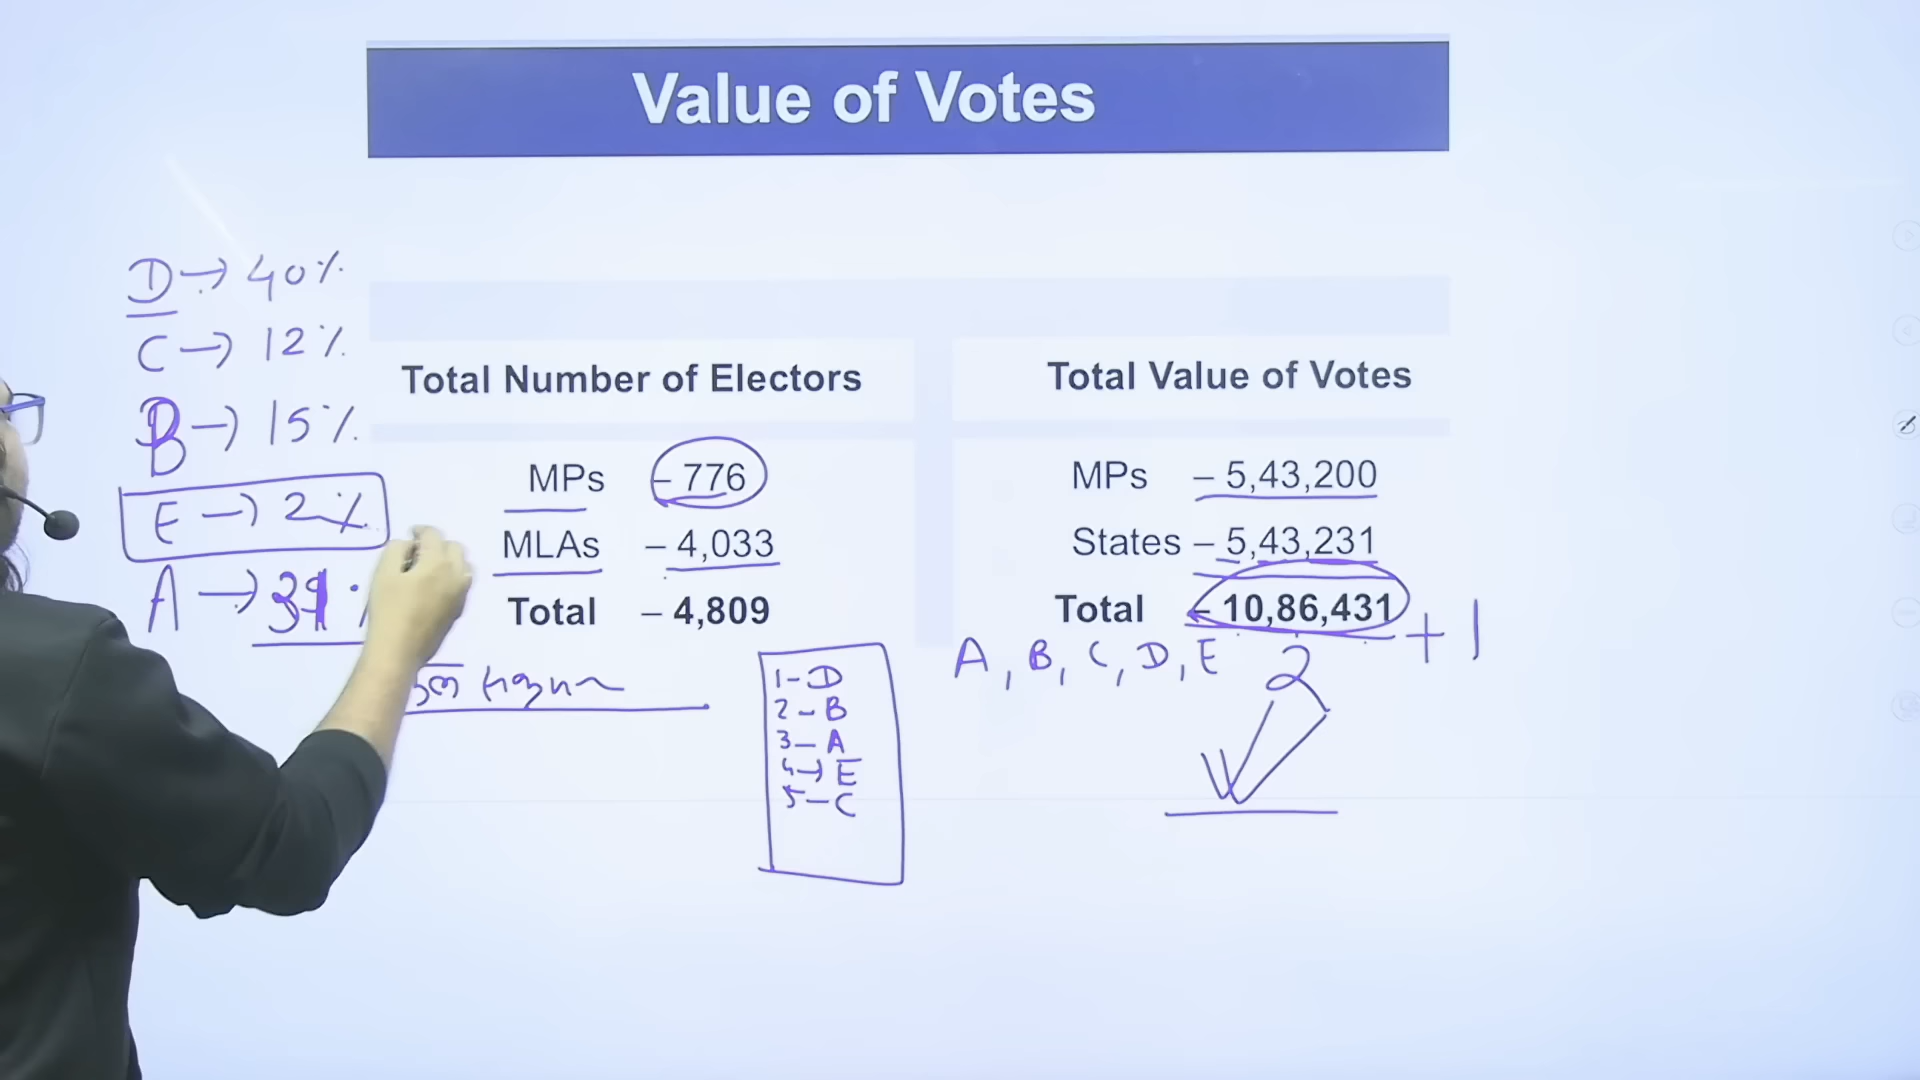 Value of Votes
D → 40%
C → 12%
B → 15%
E → 2%
A → 31%
Total Number of Electors
MPs – 776
MLAs – 4,033
Total – 4,809
Total Value of Votes
MPs – 5,43,200
States – 5,43,231
Total – 10,86,431 + 1
2
A, B, C, D, E
1 – D
2 – B
3 – A
4 → E
5 – C